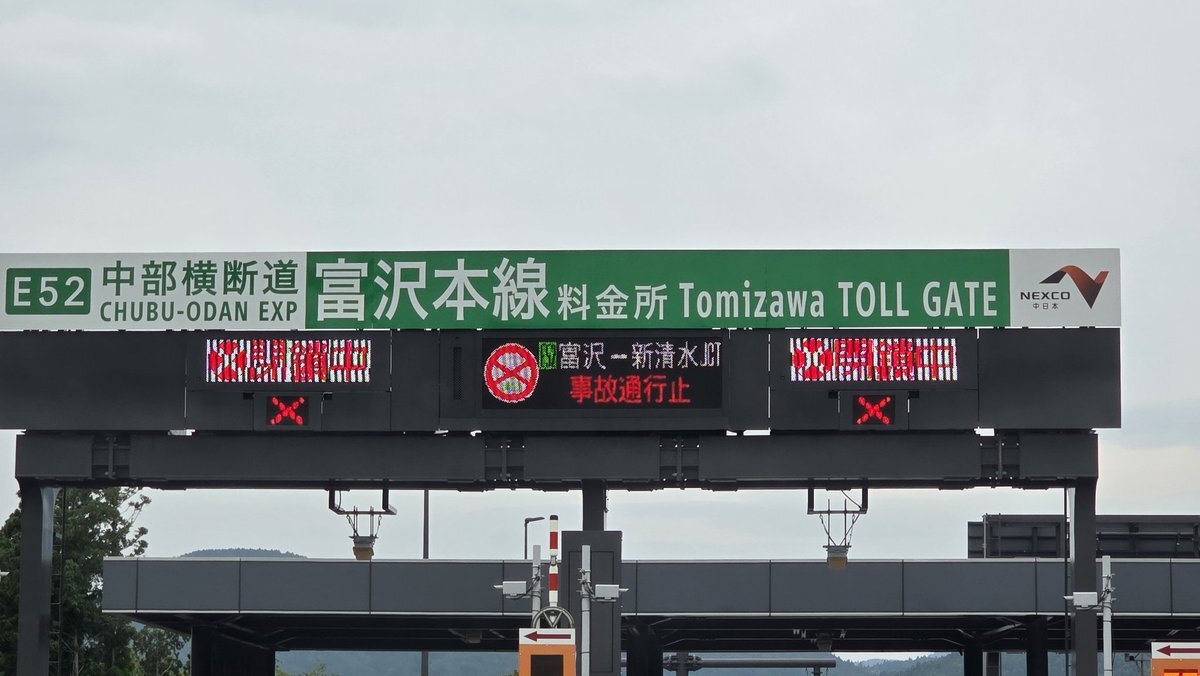 E52
中部横断道
CHUBU-ODAN EXP
富沢本線 料金所 Tomizawa TOLL GATE
NEXCO
中日本
閉鎖中
富沢ー新清水JCT
事故通行止
閉鎖中